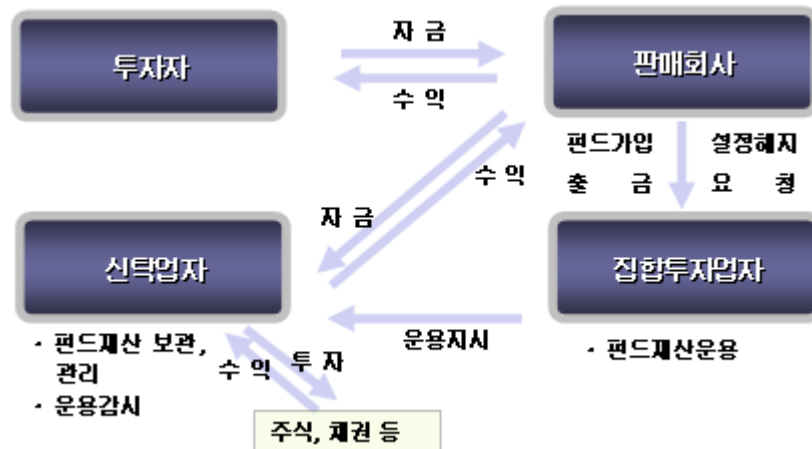 투자자
자 금
수 익
판매회사
펀드가입 설정해지
출 금 요 청
수 익
자 금
신탁업자
집합투자업자
운용지시
· 펀드재산 보관,
관리
· 운용감시
수 익
투 자
· 펀드재산운용
주식, 채권 등